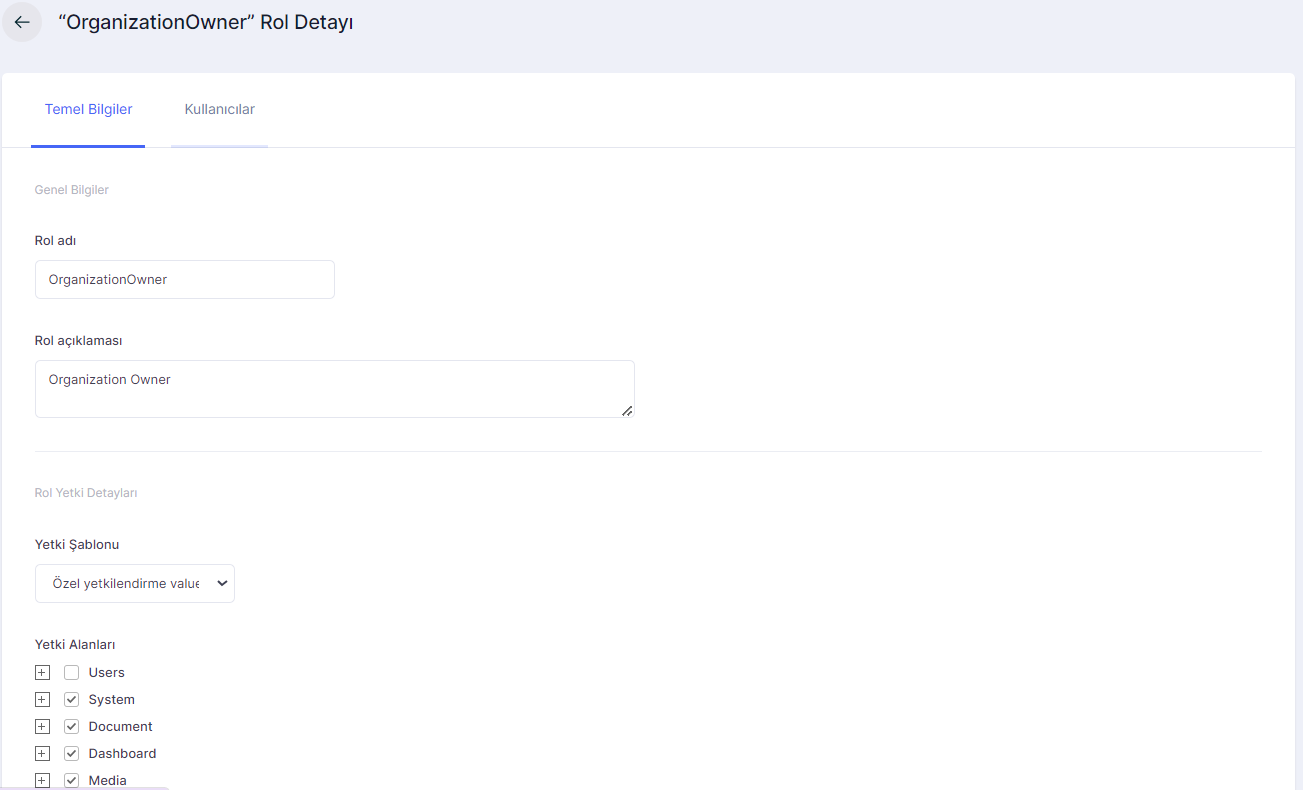 “OrganizationOwner” Rol Detayı
Temel Bilgiler
Kullanıcılar
Genel Bilgiler
Rol adı
OrganizationOwner
Rol açıklaması
Organization Owner
Rol Yetki Detayları
Yetki Şablonu
Özel yetkilendirme value
Yetki Alanları
Users
System
Document
Dashboard
Media